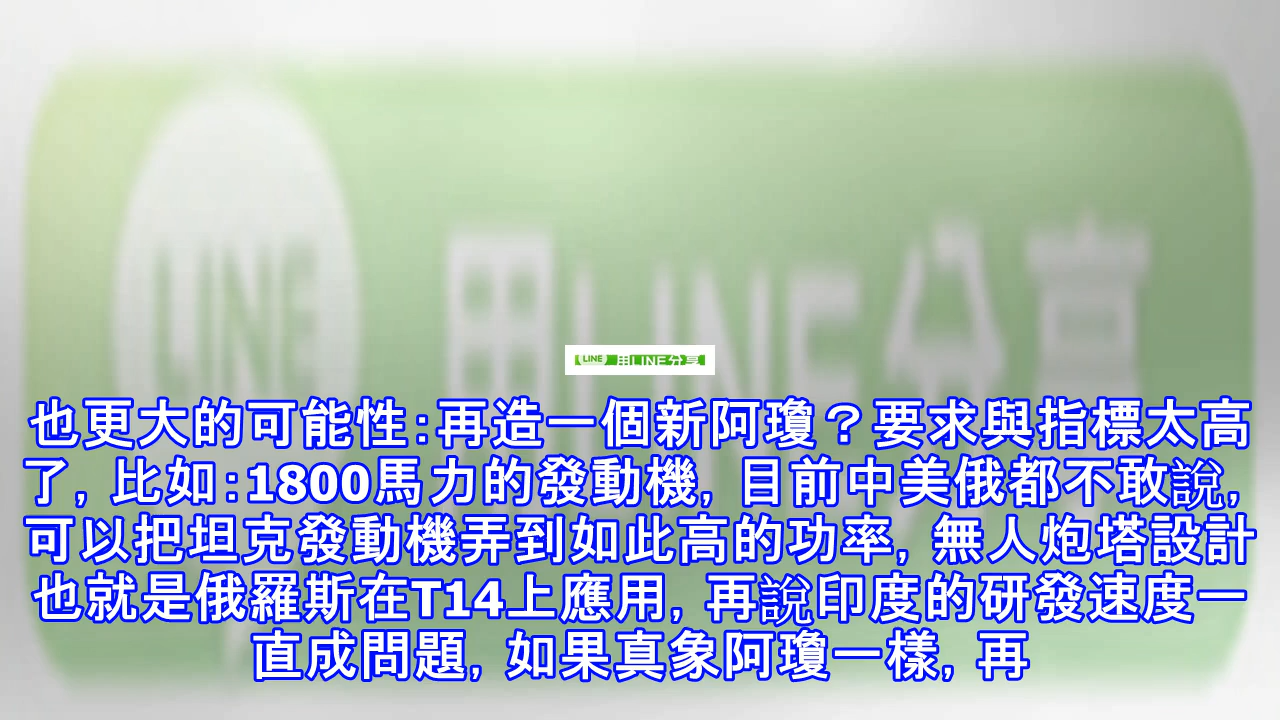 LINE 用LINE分享
LINE 用LINE分享
也更大的可能性:再造一個新阿瓊？要求與指標太高
了, 比如:1800馬力的發動機, 目前中美俄都不敢說,
可以把坦克發動機弄到如此高的功率, 無人炮塔設計
也就是俄羅斯在T14上應用, 再說印度的研發速度一
直成問題, 如果真象阿瓊一樣, 再